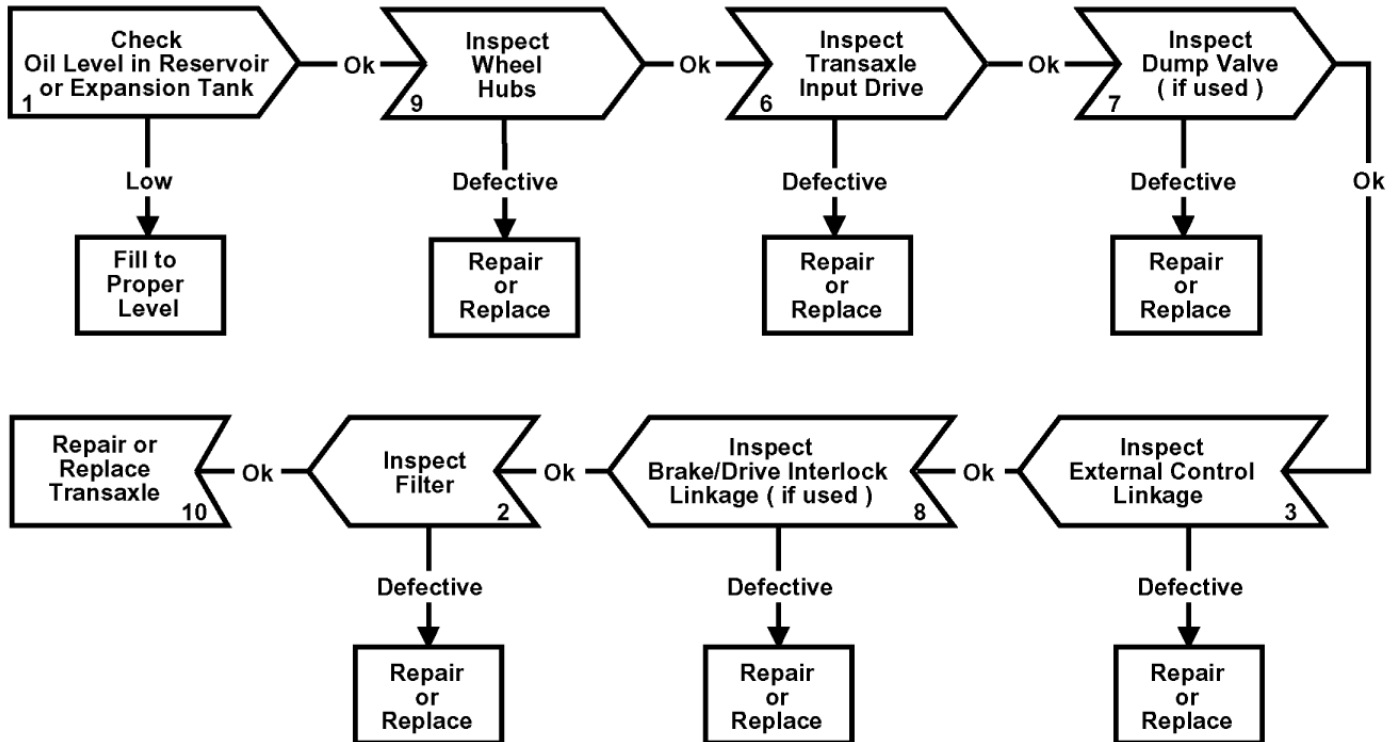 Check
Oil Level in Reservoir
or Expansion Tank
1
Ok
Inspect
Wheel
Hubs
9
Ok
Inspect
Transaxle
Input Drive
6
Ok
Inspect
Dump Valve
( if used )
7
Ok
Low
Defective
Defective
Defective
Fill to
Proper
Level
Repair
or
Replace
Repair
or
Replace
Repair
or
Replace
Inspect
External Control
Linkage
3
Ok
Inspect
Brake/Drive Interlock
Linkage ( if used )
8
Ok
Inspect
Filter
2
Ok
Repair or
Replace
Transaxle
10
Defective
Defective
Defective
Repair
or
Replace
Repair
or
Replace
Repair
or
Replace